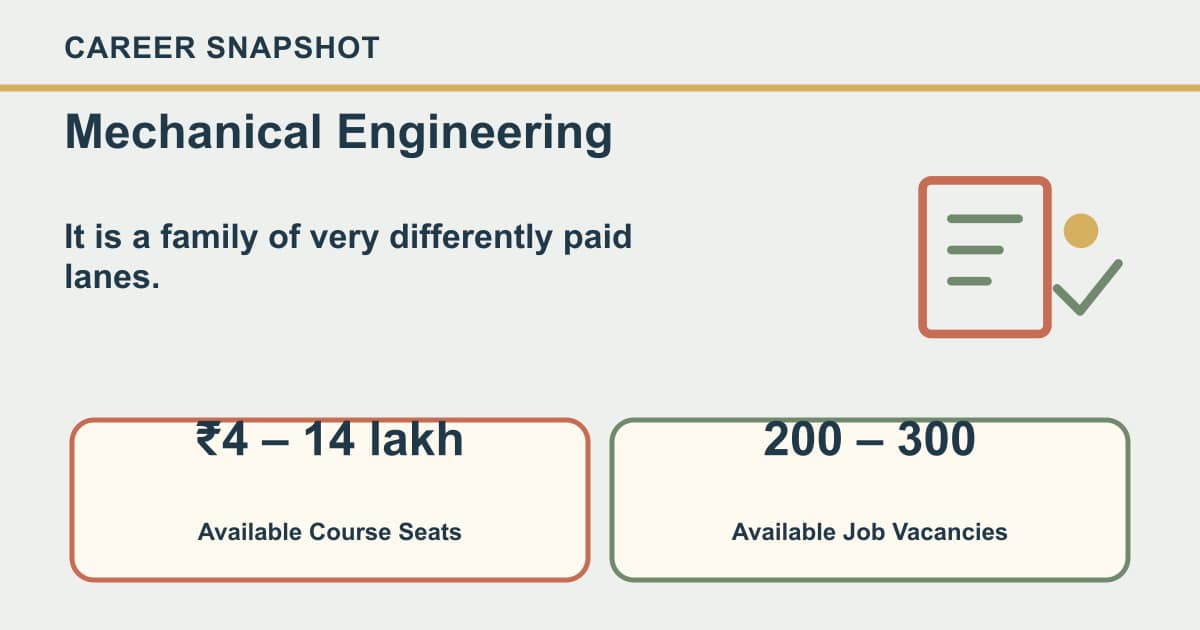 CAREER SNAPSHOT
Mechanical Engineering
It is a family of very differently paid
lanes.
₹4 – 14 lakh
200 – 300
Available Course Seats
Available Job Vacancies